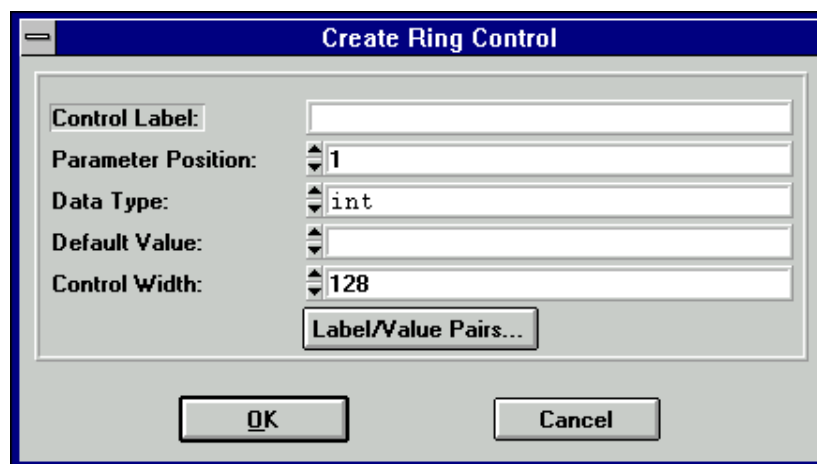 Create Ring Control
Control Label:
Parameter Position: 1
Data Type: int
Default Value:
Control Width: 128
Label/Value Pairs...
OK Cancel